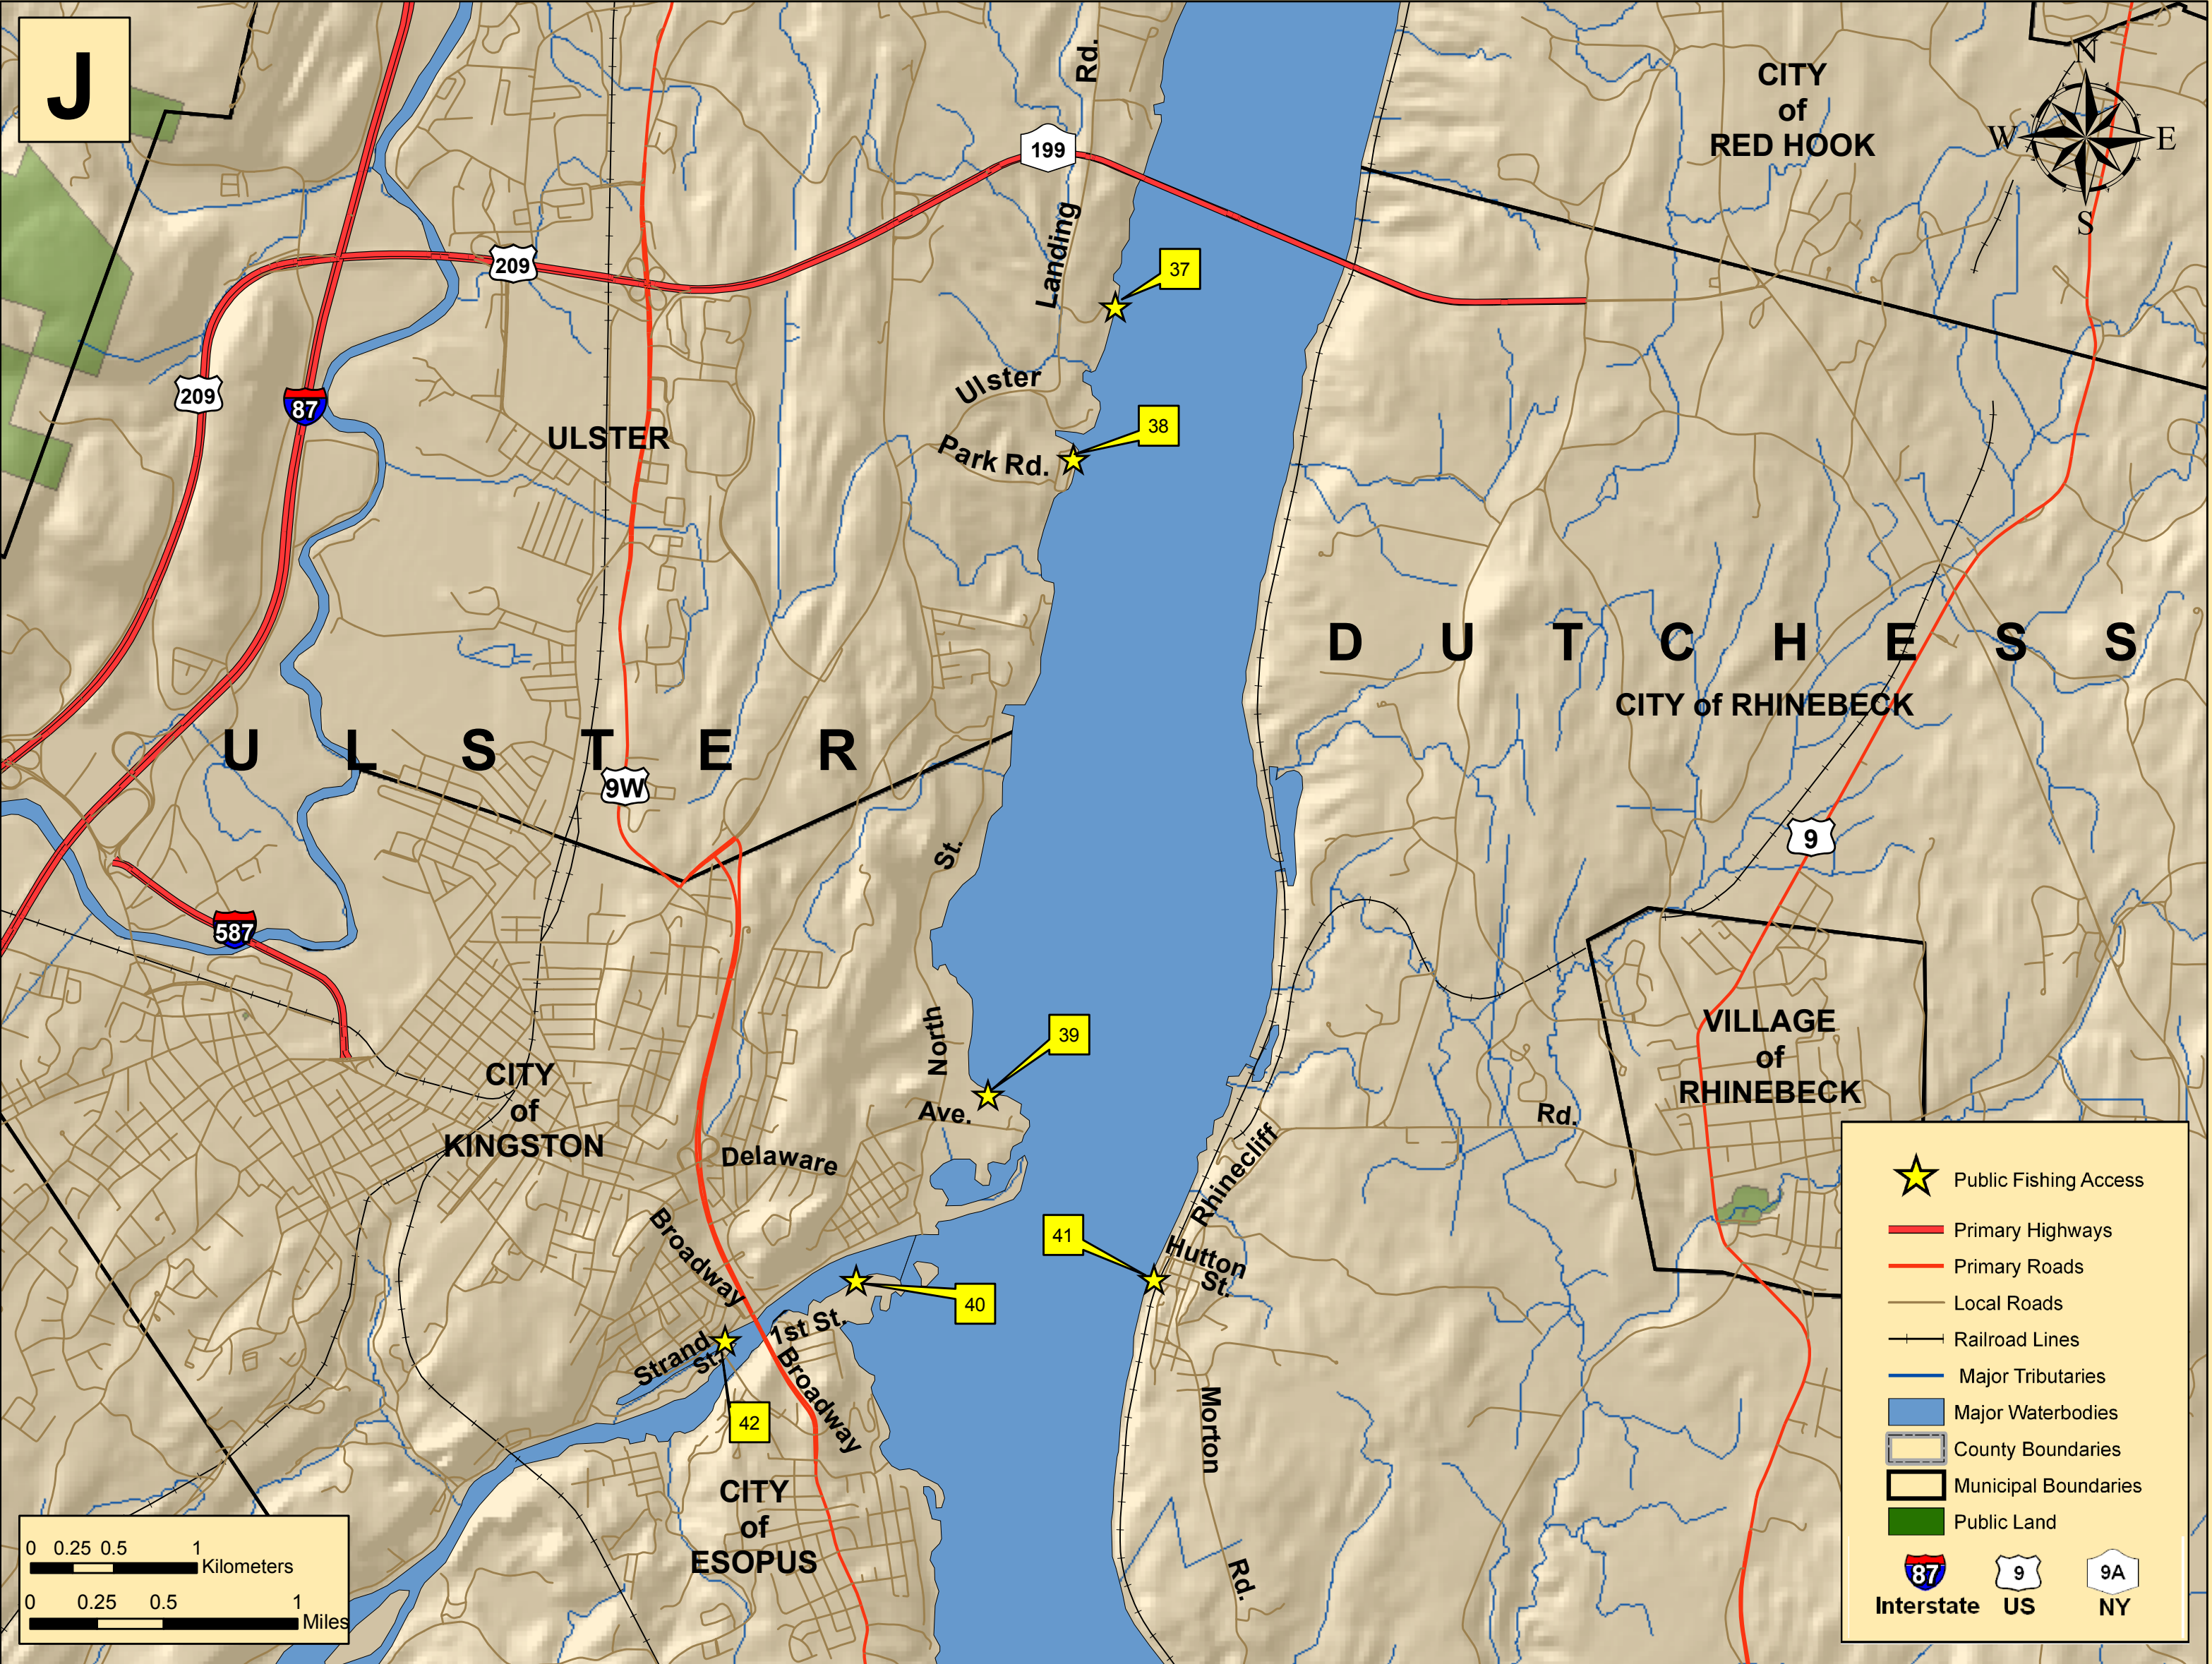 J
Rd.
CITY
of
RED HOOK
N
W
E
S
199
Landing
209
37
209
87
Ulster
38
ULSTER
Park Rd.
D U T C H E S S
CITY of RHINEBECK
U L S T E R
9W
9
St.
587
North
39
VILLAGE
of
RHINEBECK
CITY
of
KINGSTON
Ave.
Rd.
Delaware
Rhinecliff
Broadway
41
Hutton
St.
40
1st St.
Strand
St.
Broadway
42
Morton
CITY
of
ESOPUS
Rd.
Public Fishing Access
Primary Highways
Primary Roads
Local Roads
Railroad Lines
Major Tributaries
Major Waterbodies
County Boundaries
Municipal Boundaries
Public Land
87
9
9A
Interstate
US
NY
0 0.25 0.5 1
Kilometers
0 0.25 0.5 1
Miles